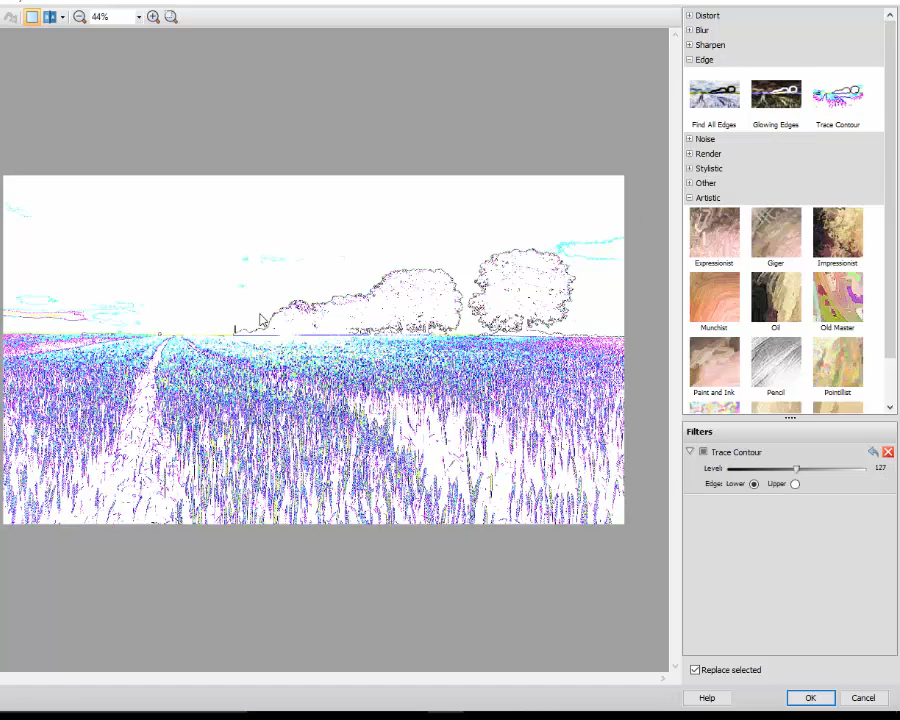 44%
Distort
Blur
Sharpen
Edge
Find All Edges
Glowing Edges
Trace Contour
Noise
Render
Stylistic
Other
Artistic
Expressionist
Giger
Impressionist
Munchist
Oil
Old Master
Paint and Ink
Pencil
Pointilist
Filters
Trace Contour
Level: 127
Edge: Lower Upper
Replace selected
Help OK Cancel